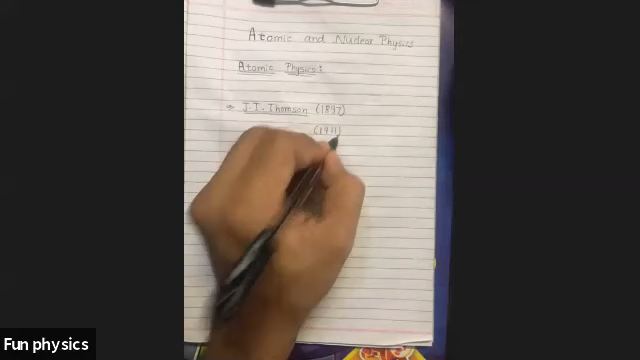 Atomic and Nuclear Physics
Atomic Physics:
⇒ J.J. Thomson (1897)
(1911)
Fun physics